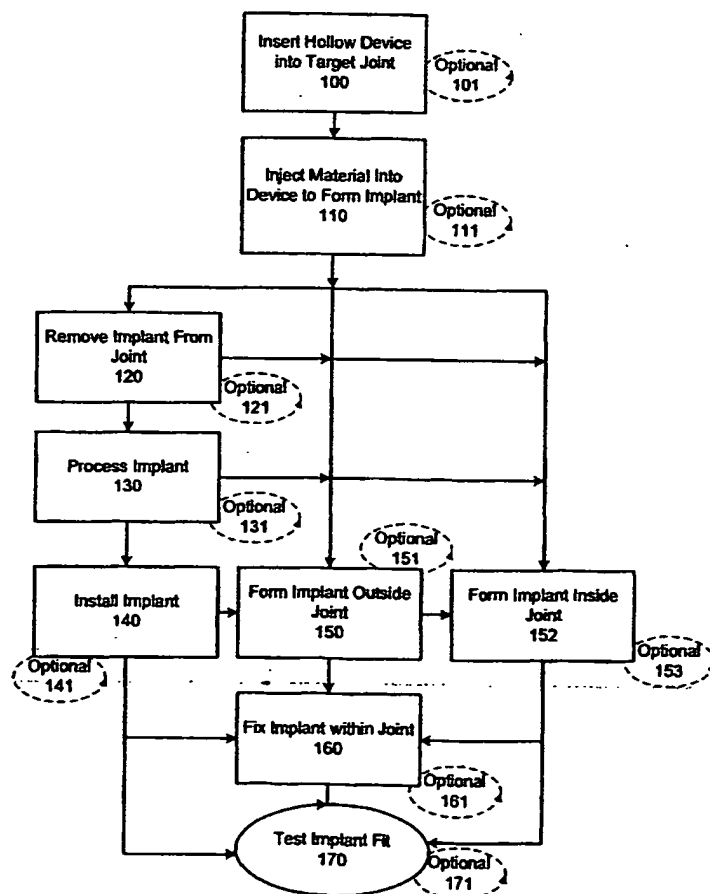 Insert Hollow Device
into Target Joint
100
Optional
101
Inject Material Into
Device to Form Implant
110
Optional
111
Remove Implant From
Joint
120
Optional
121
Process Implant
130
Optional
131
Optional
151
Install Implant
140
Form Implant Outside
Joint
150
Form Implant Inside
Joint
152
Optional
141
Optional
153
Fix Implant within Joint
160
Optional
161
Test Implant Fit
170
Optional
171